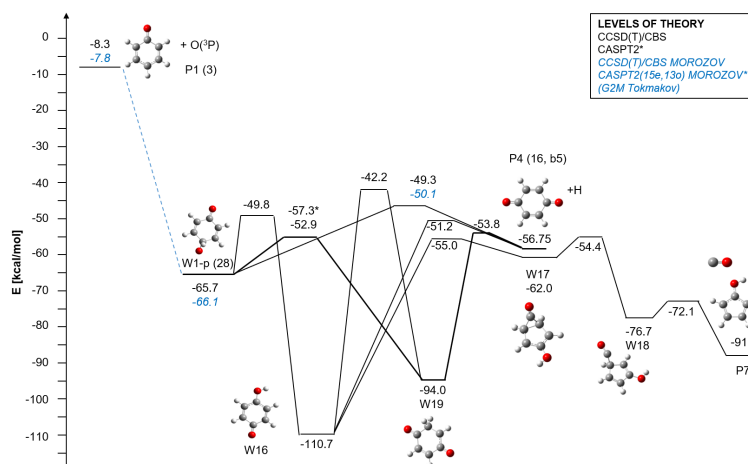 LEVELS OF THEORY
CCSD(T)/CBS
CASPT2*
CCSD(T)/CBS MOROZOV
CASPT2(15e,13o) MOROZOV*
(G2M Tokmakov)
E [kcal/mol]
0
-10
-20
-30
-40
-50
-60
-70
-80
-90
-100
-110
-8.3
-7.8
+ O(³P)
P1 (3)
W1-p (28)
-65.7
-66.1
-49.8
-57.3*
-52.9
-42.2
-49.3
-50.1
-51.2
-55.0
-53.8
P4 (16, b5)
+H
-56.75
W17
-62.0
-54.4
-76.7
W18
-72.1
-91
P7
-94.0
W19
W16
-110.7